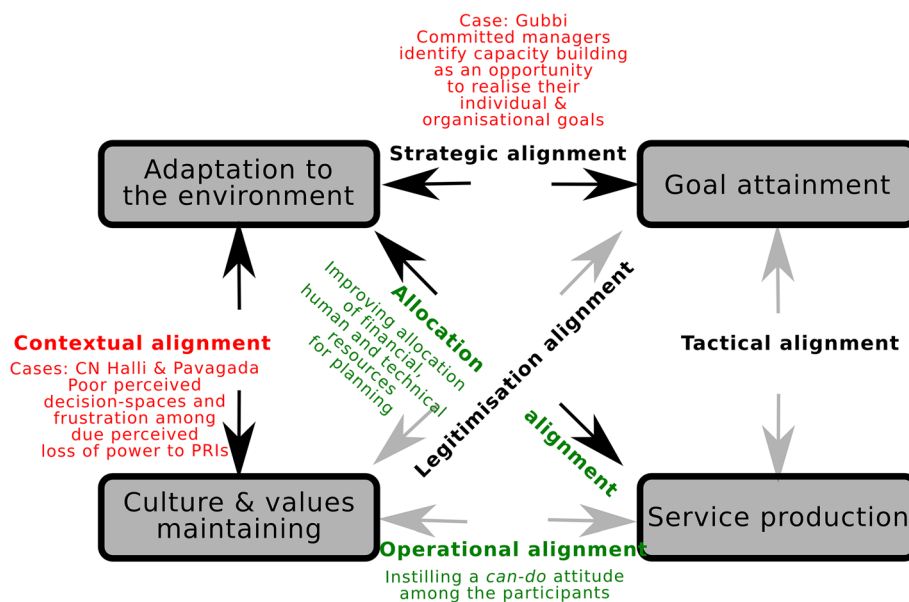 Case: Gubbi
Committed managers
identify capacity building
as an opportunity
to realise their
individual &
organisational goals
Adaptation to
the environment
Strategic alignment
Goal attainment
Improving allocation
of financial,
human and technical
resources
for planning
Allocation
alignment
Legitimisation alignment
Contextual alignment
Cases: CN Halli & Pavagada
Poor perceived
decision-spaces and
frustration among
due perceived
loss of power to PRIs
Tactical alignment
Culture & values
maintaining
Service production
Operational alignment
Instilling a can-do attitude
among the participants